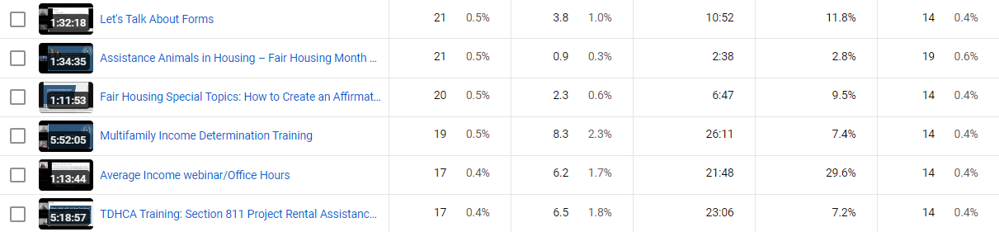 1:32:18 Let's Talk About Forms 21 0.5% 3.8 1.0% 10:52 11.8% 14 0.4%
1:34:35 Assistance Animals in Housing – Fair Housing Month ... 21 0.5% 0.9 0.3% 2:38 2.8% 19 0.6%
1:11:53 Fair Housing Special Topics: How to Create an Affirmat... 20 0.5% 2.3 0.6% 6:47 9.5% 14 0.4%
5:52:05 Multifamily Income Determination Training 19 0.5% 8.3 2.3% 26:11 7.4% 14 0.4%
1:13:44 Average Income webinar/Office Hours 17 0.4% 6.2 1.7% 21:48 29.6% 14 0.4%
5:18:57 TDHCA Training: Section 811 Project Rental Assistanc... 17 0.4% 6.5 1.8% 23:06 7.2% 14 0.4%